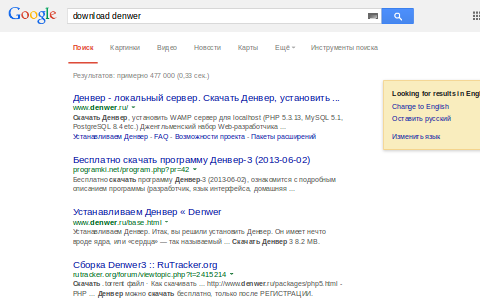 Google download denwer
Поиск Картинки Видео Новости Карты Ещё Инструменты поиска
Результатов: примерно 477 000 (0,33 сек.)
Looking for results in Engl
Change to English
Оставить русский
Изменить язык
Денвер - локальный сервер. Скачать Денвер, установить ...
www.denwer.ru/
Скачать Денвер, установить WAMP сервер для localhost (PHP 5.3.13, MySQL 5.1,
PostgreSQL 8.4 etc.) Джентльменский набор Web-разработчика ...
Устанавливаем Денвер - FAQ - Возможности проекта - Пакеты расширений
Бесплатно скачать программу Денвер-3 (2013-06-02)
programki.net/program.php?pr=42
Бесплатно скачать программу Денвер-3 (2013-06-02), ознакомится с подробным
описанием программы (разработчик, язык интерфейса, домашняя ...
Устанавливаем Денвер « Denwer
www.denwer.ru/base.html
Устанавливаем Денвер. Итак, вы решили установить Денвер. Он имеет нечто
вроде ядра, или «сердца» — так называемый ... Скачать Денвер 3 8.2 MB.
Сборка Denwer3 :: RuTracker.org
rutracker.org/forum/viewtopic.php?t=2415214
Скачать .torrent файл · Как скачивать ... http://www.denwer.ru/packages/php5.html -
PHP ... Денвер можно скачать бесплатно, только после РЕГИСТРАЦИИ.